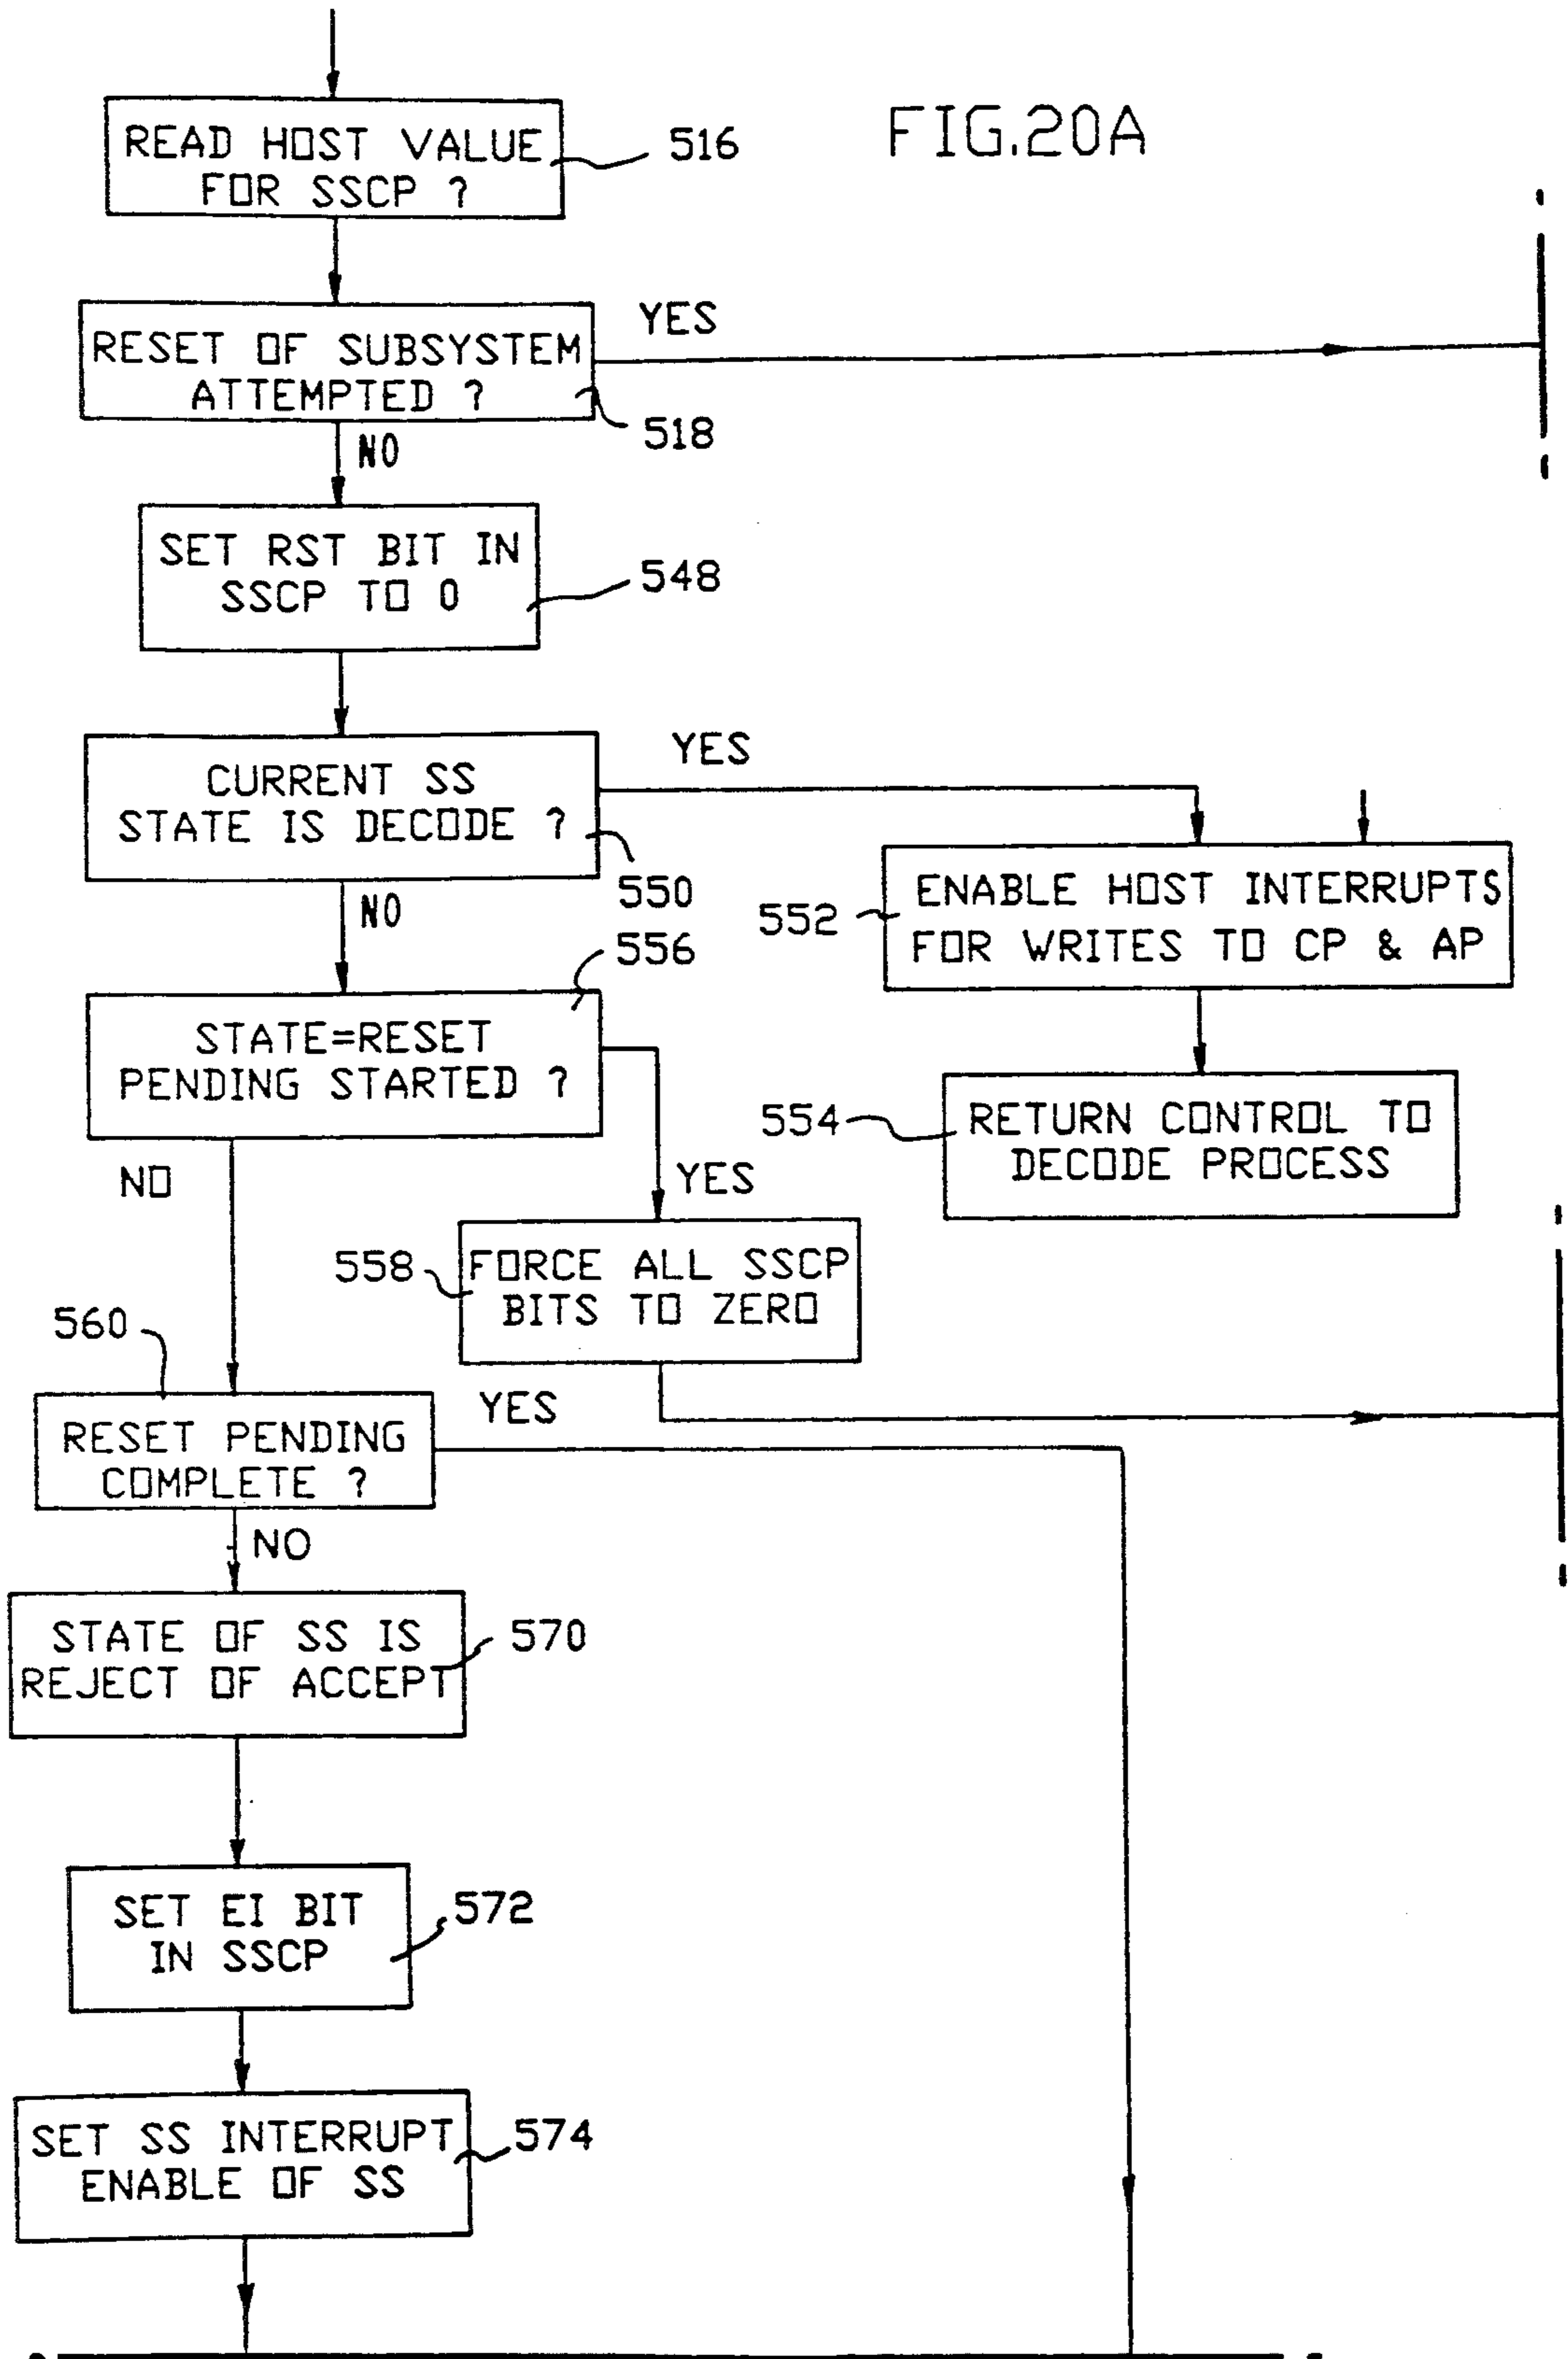 FIG.20A
READ HOST VALUE
FOR SSCP ?
516
RESET OF SUBSYSTEM
ATTEMPTED ?
518
YES
NO
SET RST BIT IN
SSCP TO 0
548
CURRENT SS
STATE IS DECODE ?
550
YES
NO
552
ENABLE HOST INTERRUPTS
FOR WRITES TO CP & AP
556
STATE=RESET
PENDING STARTED ?
554
RETURN CONTROL TO
DECODE PROCESS
NO
YES
558
FORCE ALL SSCP
BITS TO ZERO
560
RESET PENDING
COMPLETE ?
YES
NO
STATE OF SS IS
REJECT OF ACCEPT
570
SET EI BIT
IN SSCP
572
SET SS INTERRUPT
ENABLE OF SS
574